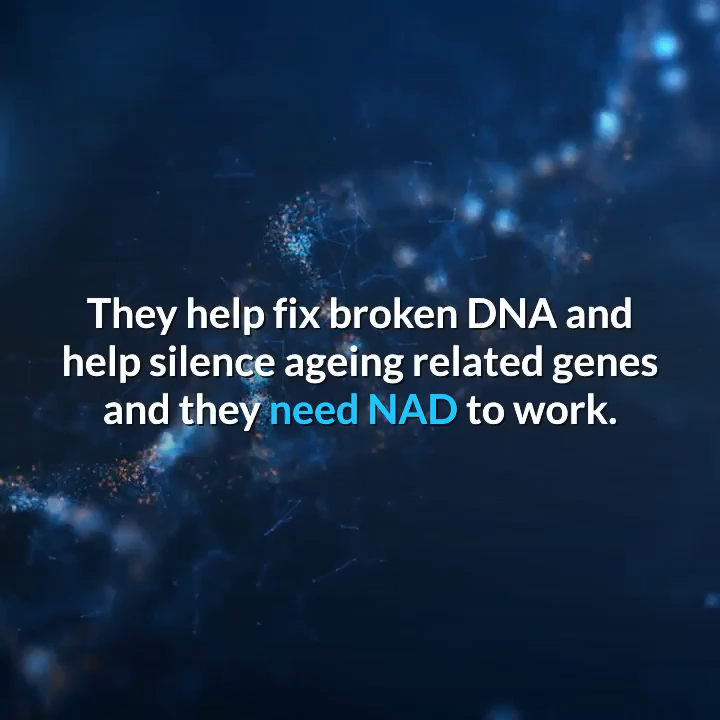 They help fix broken DNA and
help silence ageing related genes
and they need NAD to work.